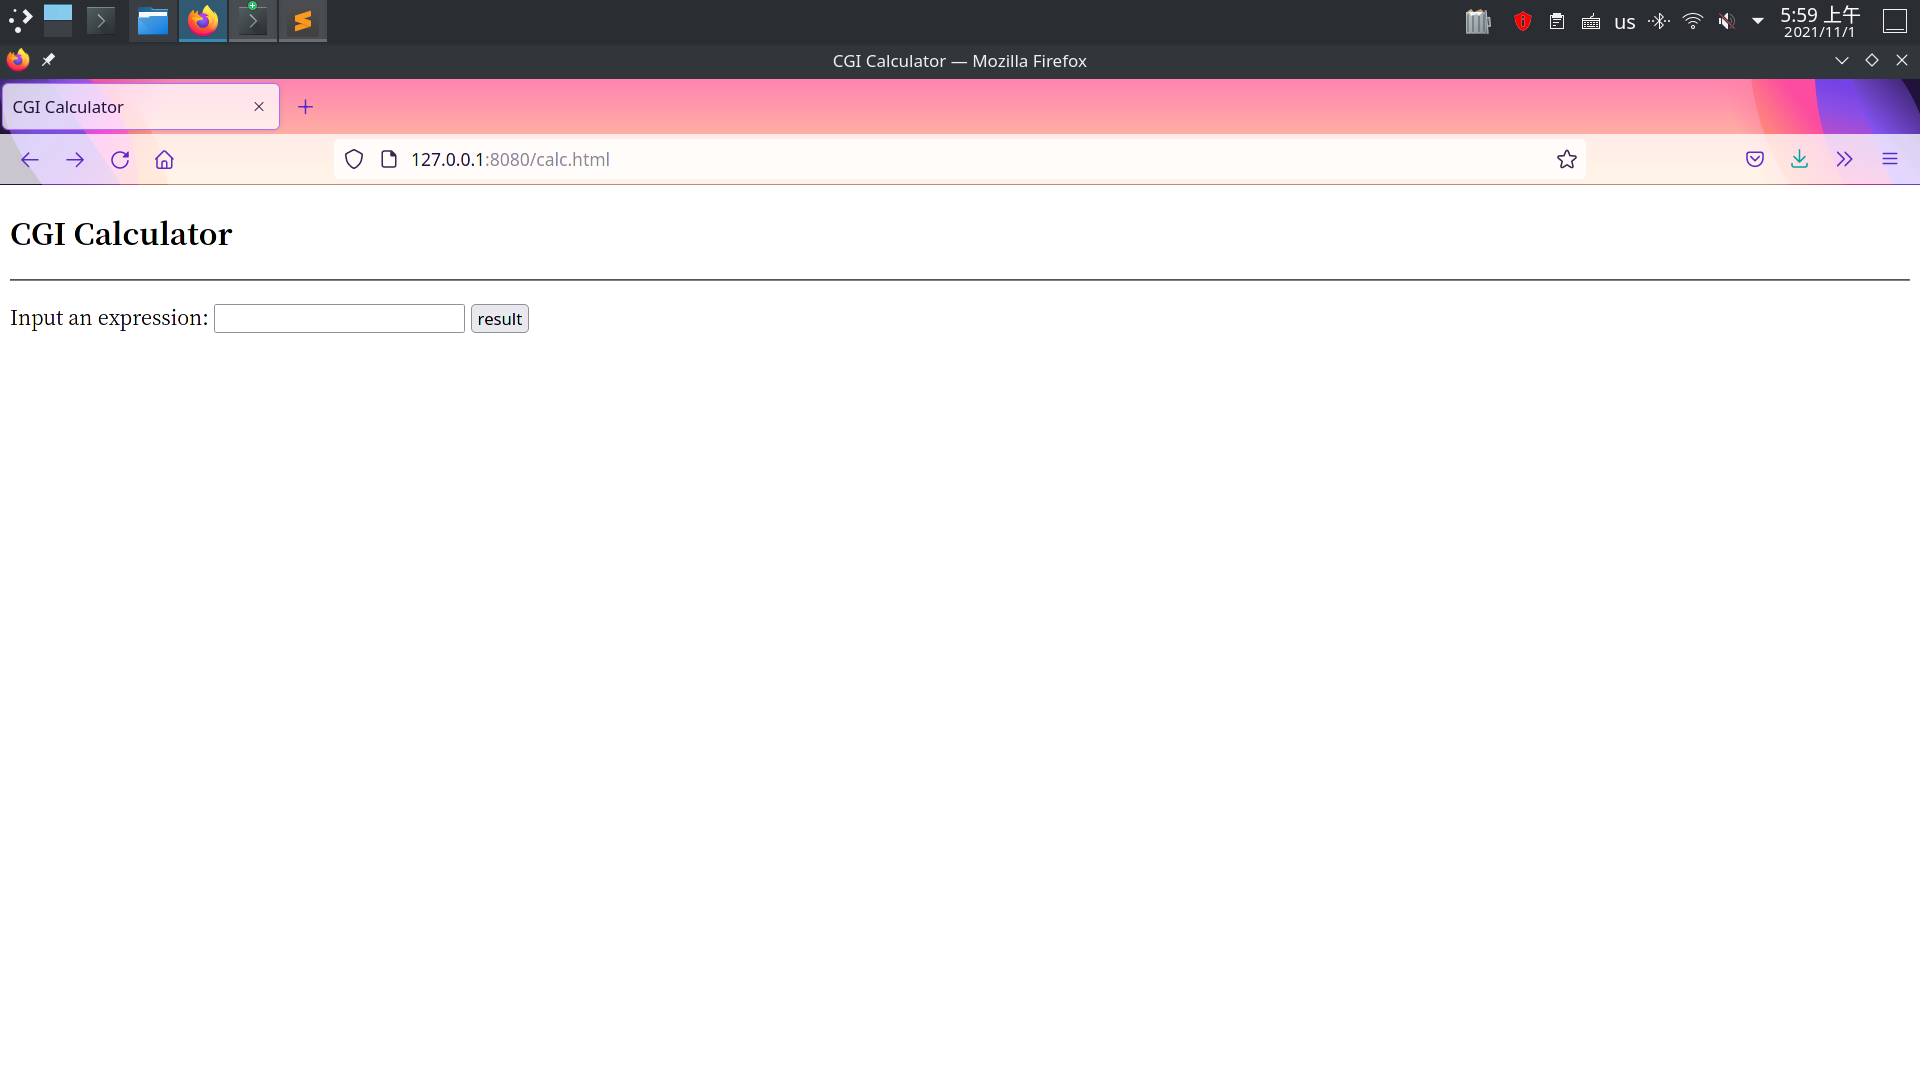 us
5:59 上午
2021/11/1
CGI Calculator — Mozilla Firefox
CGI Calculator
127.0.0.1:8080/calc.html
CGI Calculator
Input an expression:
result